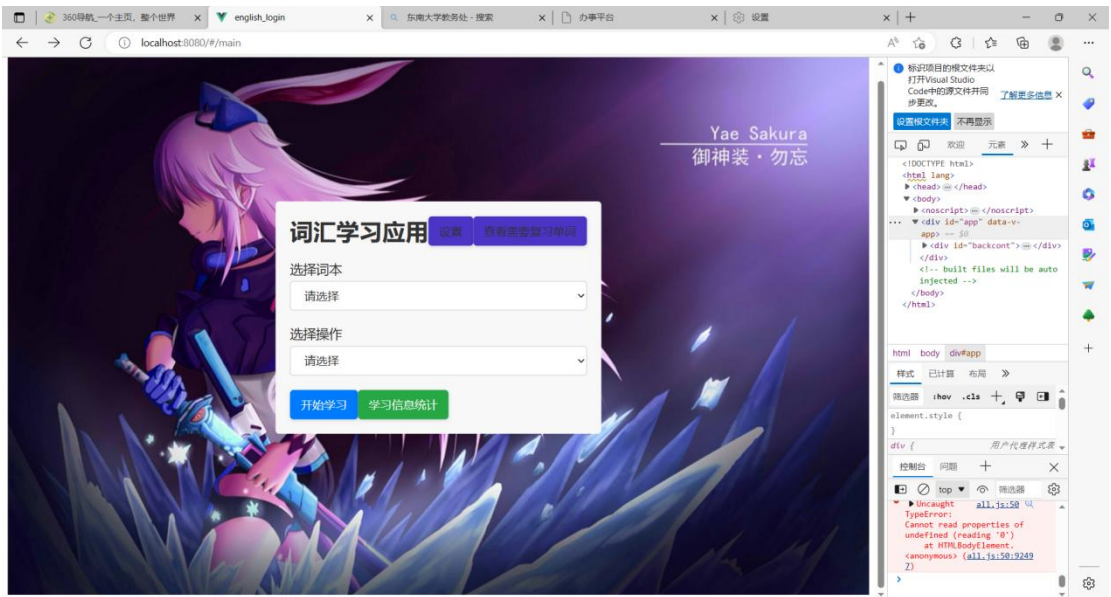 360导航_一个主页，整个世界
english_login
东南大学教务处 - 搜索
办事平台
设置
localhost:8080/#/main
Yae Sakura
御神装·勿忘
词汇学习应用
设置
查看需要复习单词
选择词本
请选择
选择操作
请选择
开始学习
学习信息统计
标识项目的根文件夹以
打开Visual Studio
Code中的源文件并同
步更改。
了解更多信息
设置根文件夹
不再显示
欢迎
元素
<!DOCTYPE html>
<html lang>
<head> </head>
<body>
<noscript> </noscript>
<div id="app" data-v-
app> == $0
<div id="backcont"> </div>
</div>
<!-- built files will be auto
injected -->
</body>
</html>
html body div#app
样式 已计算 布局
筛选器 :hov .cls
element.style {
}
div { 用户代理样式表
控制台 问题
top 筛选器
Uncaught all.js:50
TypeError:
Cannot read properties of
undefined (reading '0')
at HTMLBodyElement.
<anonymous> (all.js:50:9249
7)